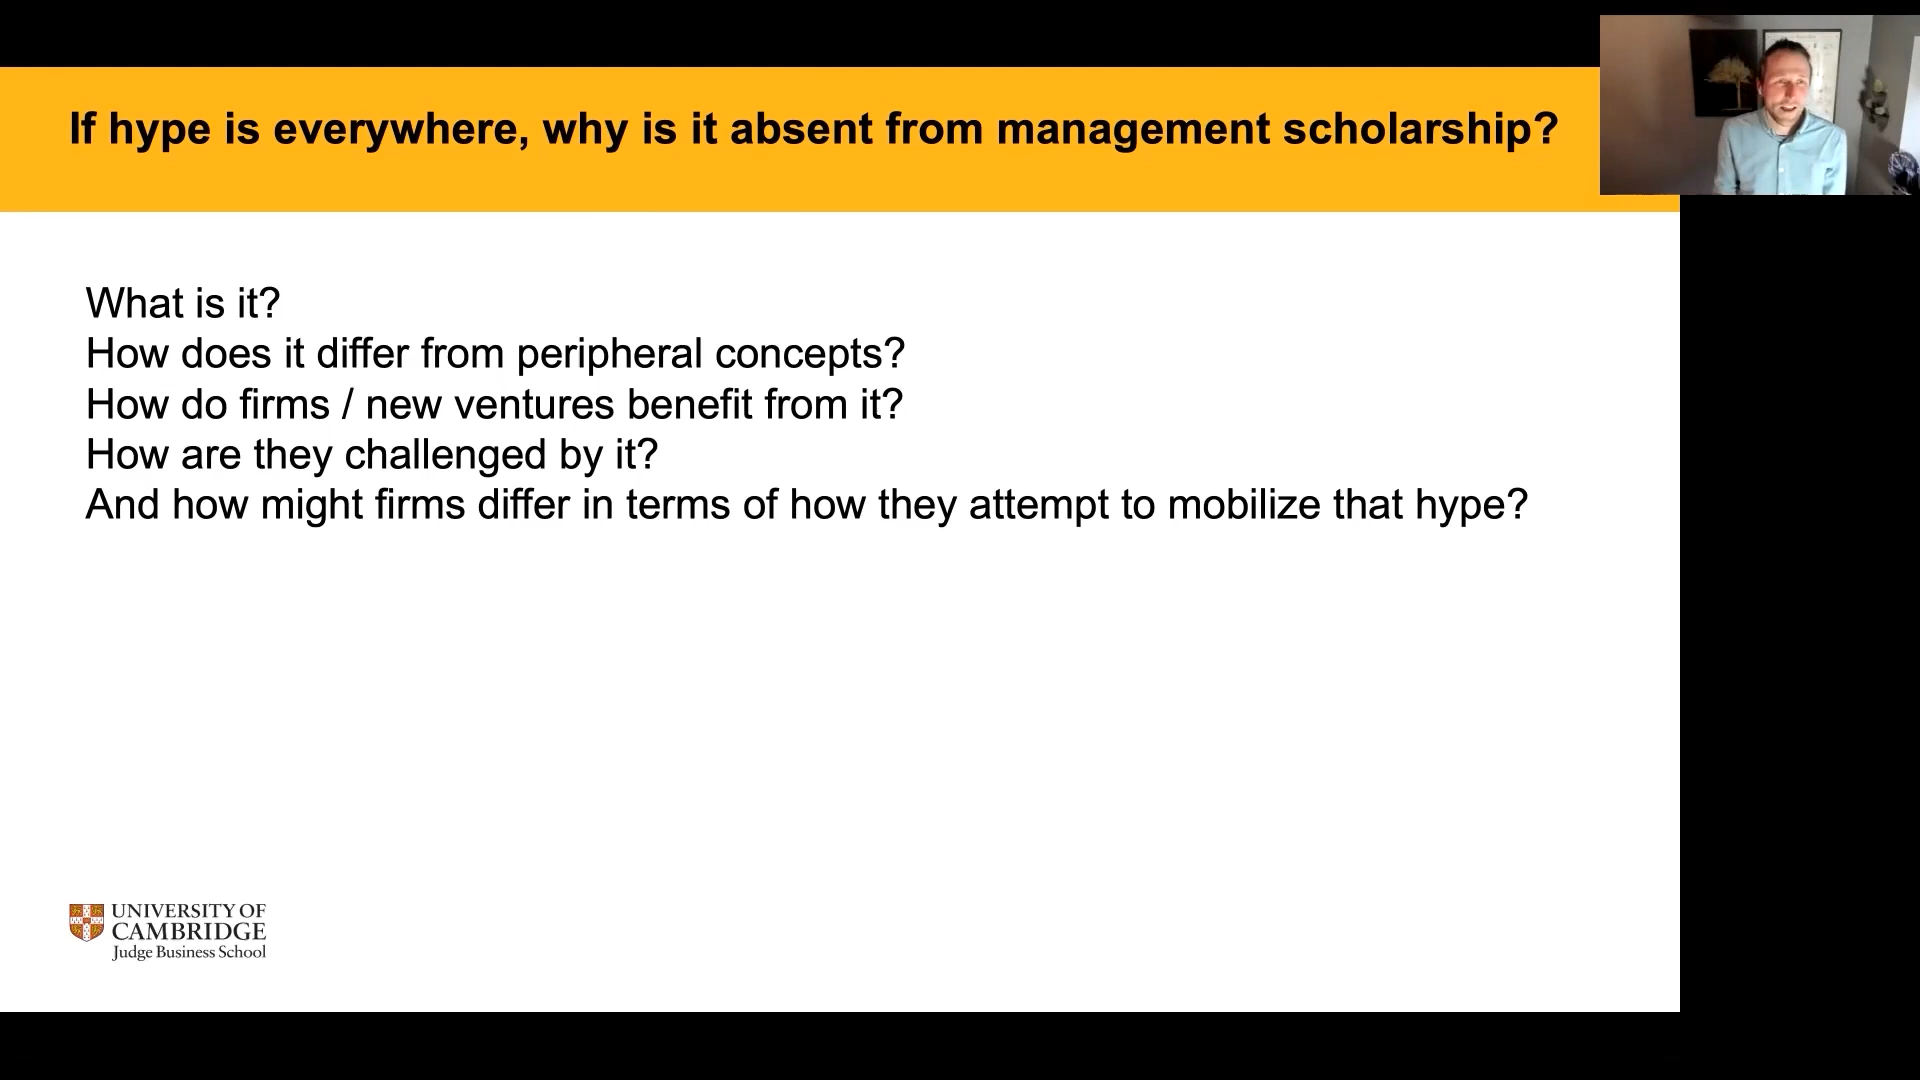 If hype is everywhere, why is it absent from management scholarship?
What is it?
How does it differ from peripheral concepts?
How do firms / new ventures benefit from it?
How are they challenged by it?
And how might firms differ in terms of how they attempt to mobilize that hype?
UNIVERSITY OF
CAMBRIDGE
Judge Business School